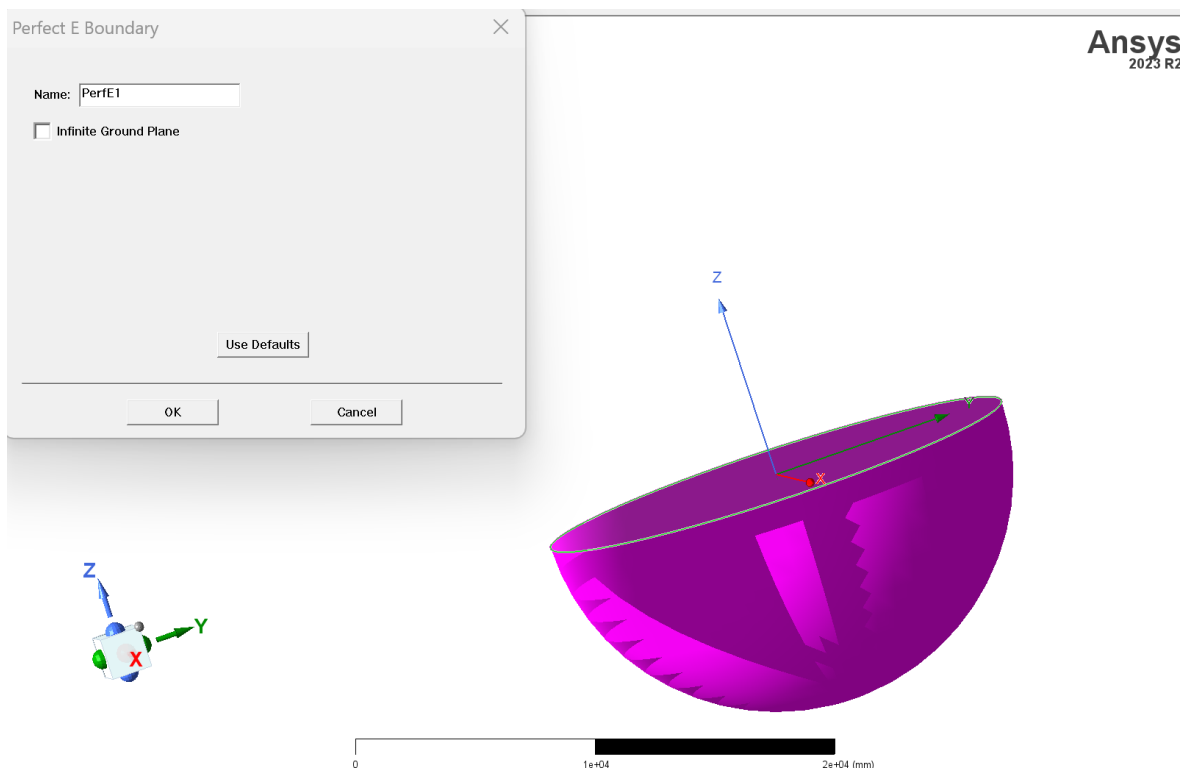 Perfect E Boundary
Name: PerfE1
Infinite Ground Plane
Use Defaults
OK Cancel
Ansys
2023 R2
Z
Y
X
Z
Y
X
0 1e+04 2e+04 (mm)